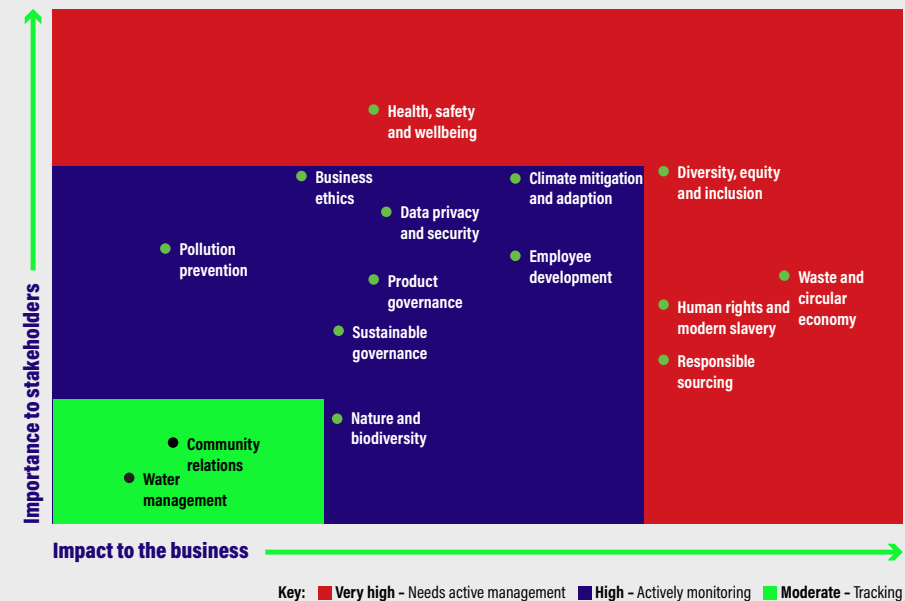 Importance to stakeholders
Health, safety
and wellbeing
Business
ethics
Climate mitigation
and adaption
Diversity, equity
and inclusion
Data privacy
and security
Pollution
prevention
Employee
development
Product
governance
Waste and
circular
economy
Human rights and
modern slavery
Sustainable
governance
Responsible
sourcing
Nature and
biodiversity
Community
relations
Water
management
Impact to the business
Key: Very high – Needs active management High – Actively monitoring Moderate – Tracking